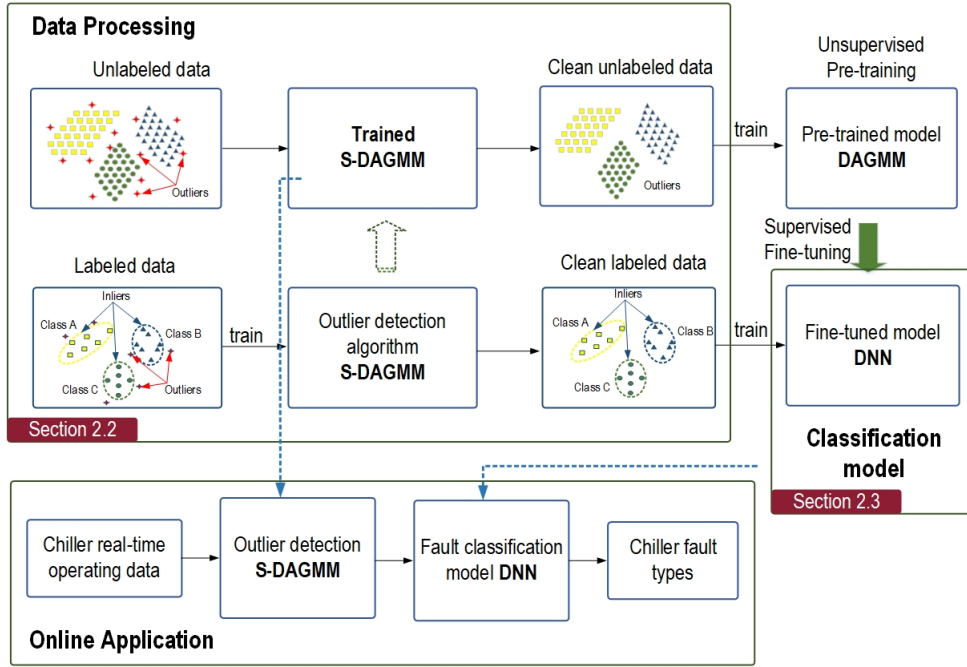 Data Processing
Unlabeled data
Outliers
Trained
S-DAGMM
Clean unlabeled data
Outliers
train
Unsupervised
Pre-training
Pre-trained model
DAGMM
Supervised
Fine-tuning
Labeled data
Inliers
Class A
Class B
Class C
Outliers
train
Outlier detection
algorithm
S-DAGMM
Clean labeled data
Inliers
Class A
Class B
Class C
train
Fine-tuned model
DNN
Classification
model
Section 2.2
Section 2.3
Chiller real-time
operating data
Outlier detection
S-DAGMM
Fault classification
model DNN
Chiller fault
types
Online Application